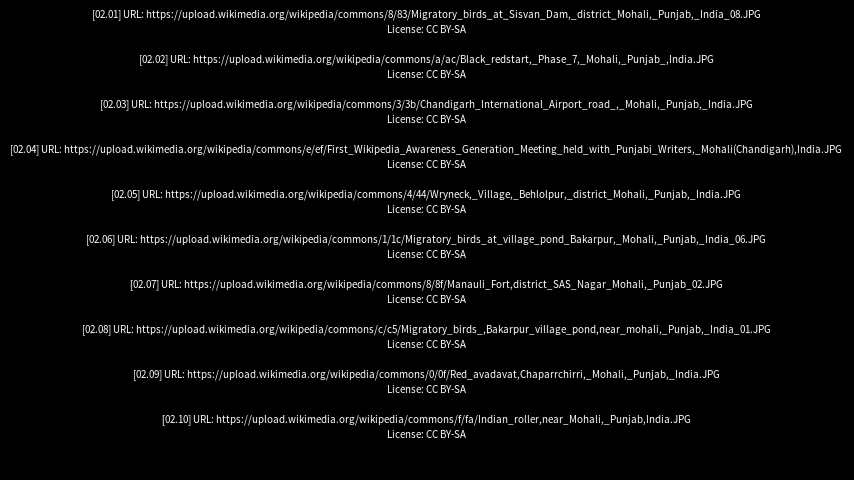 [02.01] URL: https://upload.wikimedia.org/wikipedia/commons/8/83/Migratory_birds_at_Sisvan_Dam,_district_Mohali,_Punjab,_India_08.JPG
License: CC BY-SA
[02.02] URL: https://upload.wikimedia.org/wikipedia/commons/a/ac/Black_redstart,_Phase_7,_Mohali,_Punjab_,India.JPG
License: CC BY-SA
[02.03] URL: https://upload.wikimedia.org/wikipedia/commons/3/3b/Chandigarh_International_Airport_road_,_Mohali,_Punjab,_India.JPG
License: CC BY-SA
[02.04] URL: https://upload.wikimedia.org/wikipedia/commons/e/ef/First_Wikipedia_Awareness_Generation_Meeting_held_with_Punjabi_Writers,_Mohali(Chandigarh),India.JPG
License: CC BY-SA
[02.05] URL: https://upload.wikimedia.org/wikipedia/commons/4/44/Wryneck,_Village,_Behlolpur,_district_Mohali,_Punjab,_India.JPG
License: CC BY-SA
[02.06] URL: https://upload.wikimedia.org/wikipedia/commons/1/1c/Migratory_birds_at_village_pond_Bakarpur,_Mohali,_Punjab,_India_06.JPG
License: CC BY-SA
[02.07] URL: https://upload.wikimedia.org/wikipedia/commons/8/8f/Manauli_Fort,district_SAS_Nagar_Mohali,_Punjab_02.JPG
License: CC BY-SA
[02.08] URL: https://upload.wikimedia.org/wikipedia/commons/c/c5/Migratory_birds_,Bakarpur_village_pond,near_mohali,_Punjab,_India_01.JPG
License: CC BY-SA
[02.09] URL: https://upload.wikimedia.org/wikipedia/commons/0/0f/Red_avadavat,Chaparrchirri,_Mohali,_Punjab,_India.JPG
License: CC BY-SA
[02.10] URL: https://upload.wikimedia.org/wikipedia/commons/f/fa/Indian_roller,near_Mohali,_Punjab,India.JPG
License: CC BY-SA